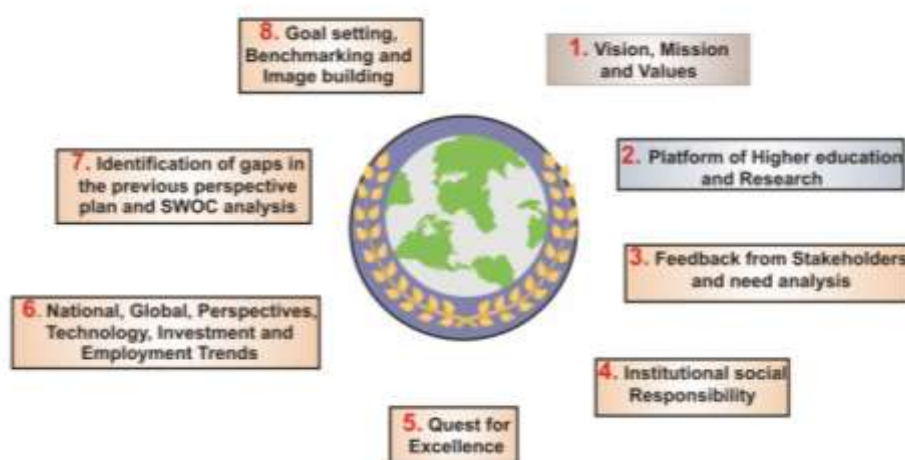 1. Vision, Mission
and Values
2. Platform of Higher education
and Research
3. Feedback from Stakeholders
and need analysis
4. Institutional social
Responsibility
5. Quest for
Excellence
6. National, Global, Perspectives,
Technology, Investment and
Employment Trends
7. Identification of gaps in
the previous perspective
plan and SWOC analysis
8. Goal setting,
Benchmarking and
Image building